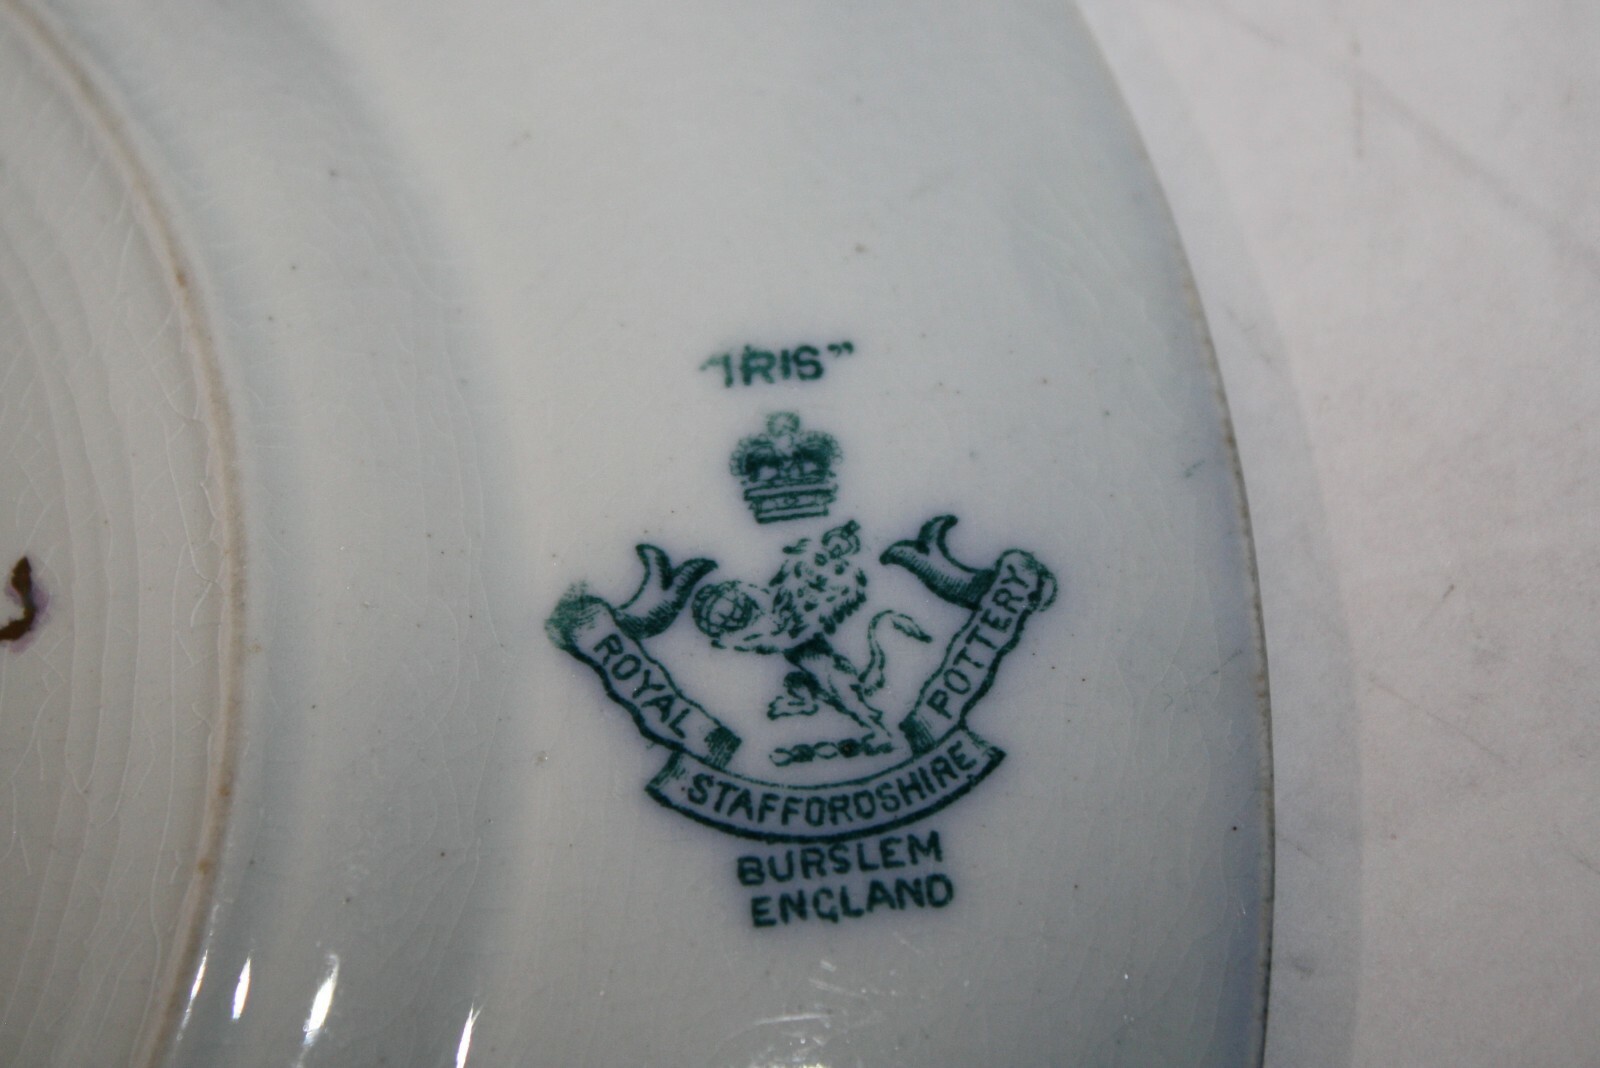 "IRIS"
ROYAL STAFFORDSHIRE POTTERY
BURSLEM
ENGLAND